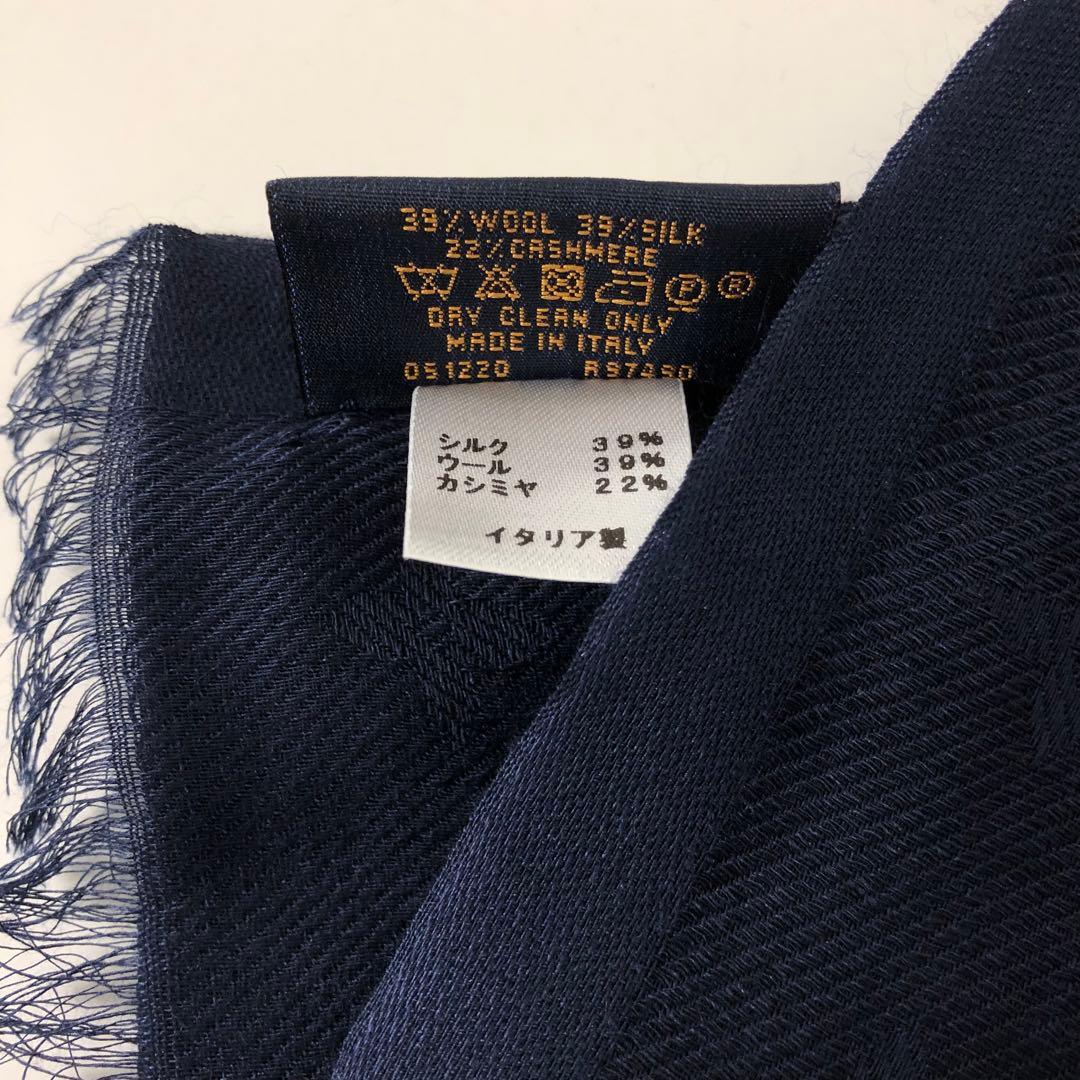 39%WOOL 39%SILK
22%CASHMERE
DRY CLEAN ONLY
MADE IN ITALY
051220 R97480
シルク 39%
ウール 39%
カシミヤ 22%
イタリア製